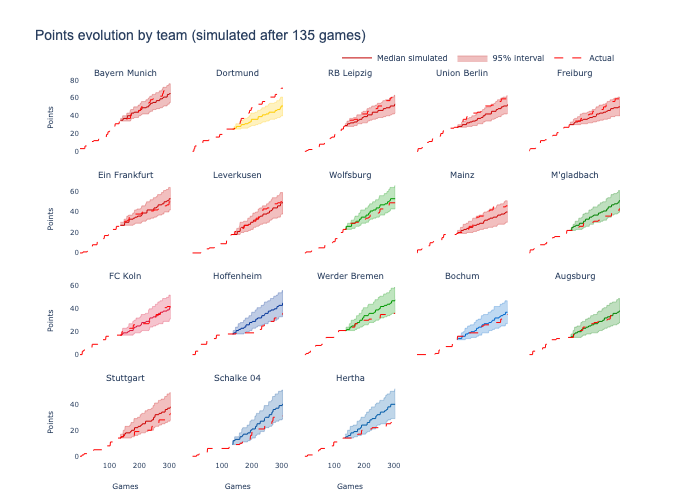 Points evolution by team (simulated after 135 games)
Median simulated 95% interval Actual
Bayern Munich Dortmund RB Leipzig Union Berlin Freiburg
80
60
40
20
0
Points
Ein Frankfurt Leverkusen Wolfsburg Mainz M'gladbach
60
40
20
0
Points
FC Koln Hoffenheim Werder Bremen Bochum Augsburg
60
40
20
0
Points
Stuttgart Schalke 04 Hertha
40
20
0
Points
100 200 300 100 200 300 100 200 300
Games Games Games